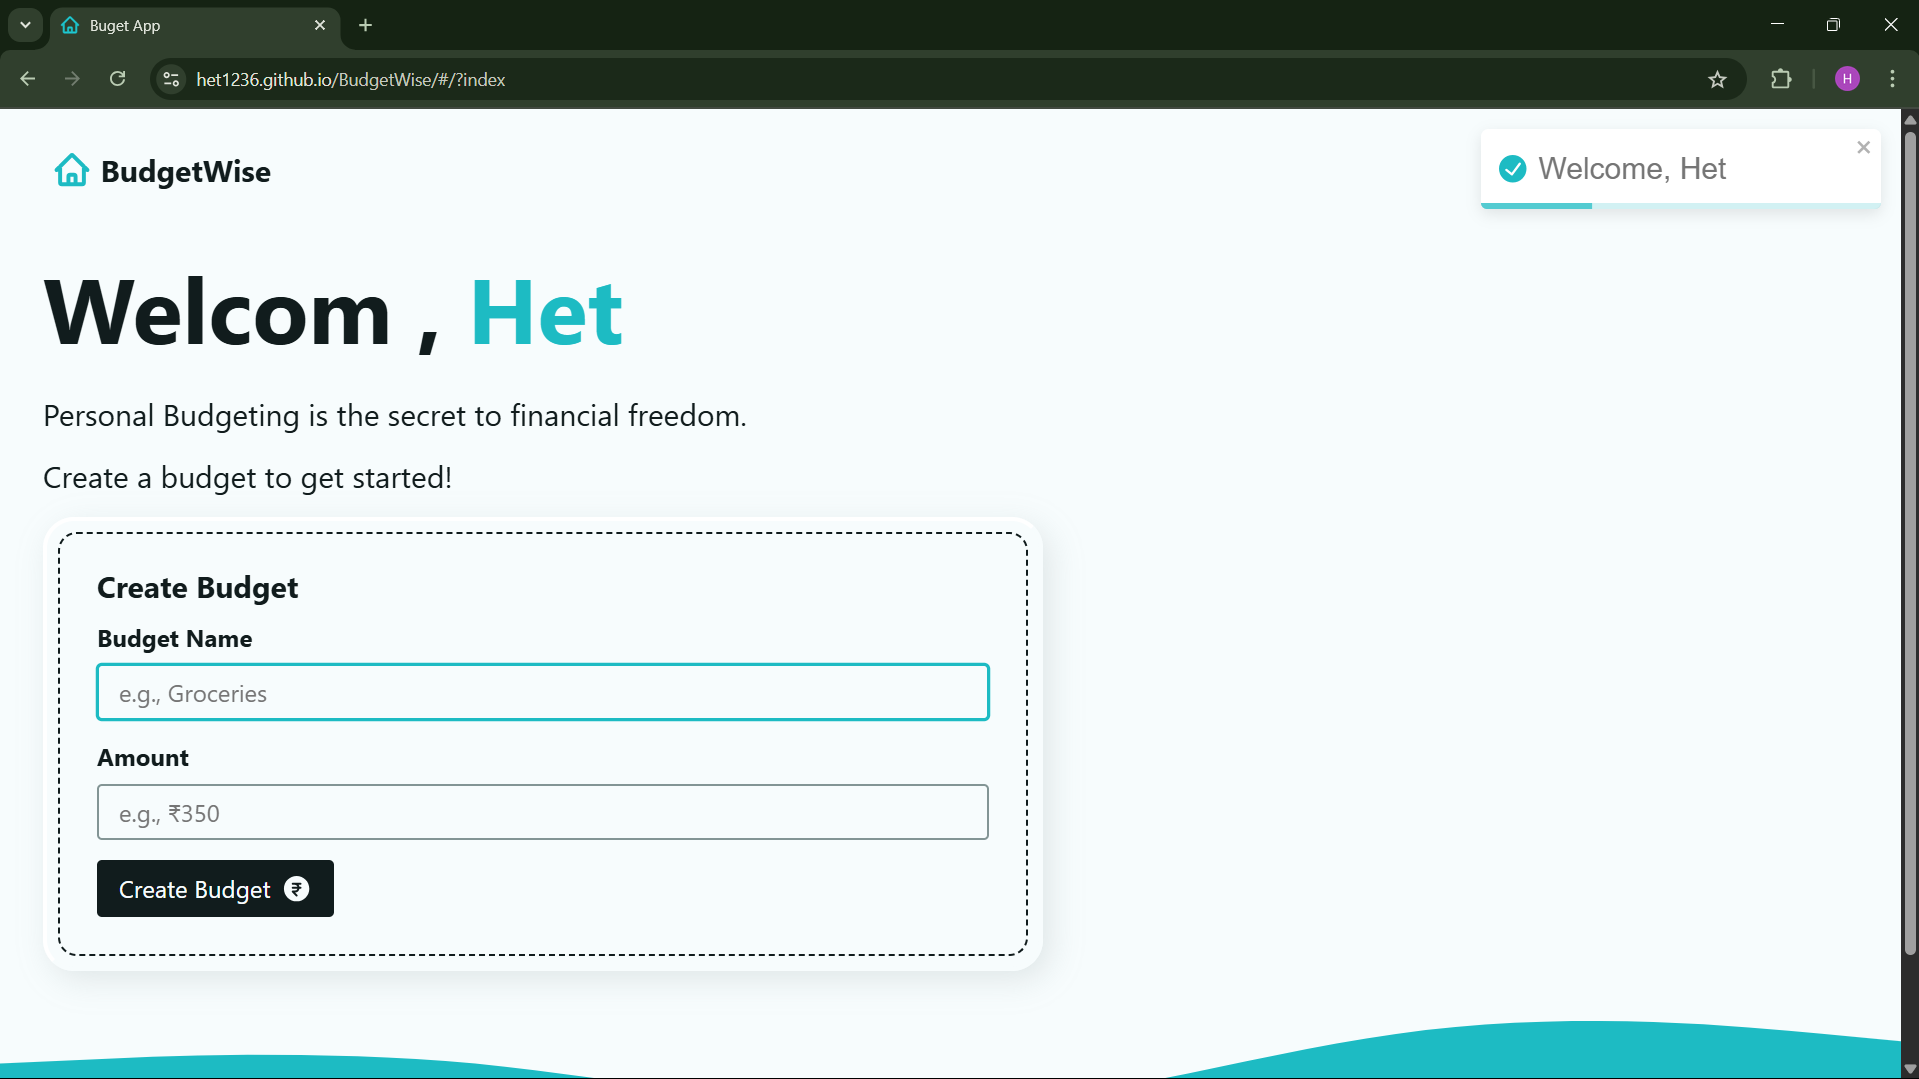 Buget App
het1236.github.io/BudgetWise/#/?index
H
BudgetWise
Welcome, Het
Welcom , Het
Personal Budgeting is the secret to financial freedom.
Create a budget to get started!
Create Budget
Budget Name
e.g., Groceries
Amount
e.g., ₹350
Create Budget ₹